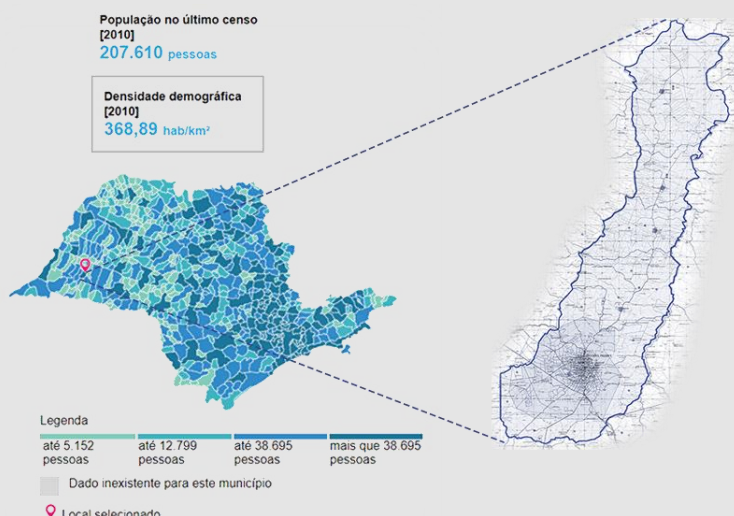 População no último censo
[2010]
207.610 pessoas
Densidade demográfica
[2010]
368,89 hab/km²
Legenda
até 5.152
pessoas
até 12.799
pessoas
até 38.695
pessoas
mais que 38.695
pessoas
Dado inexistente para este município
Local selecionado